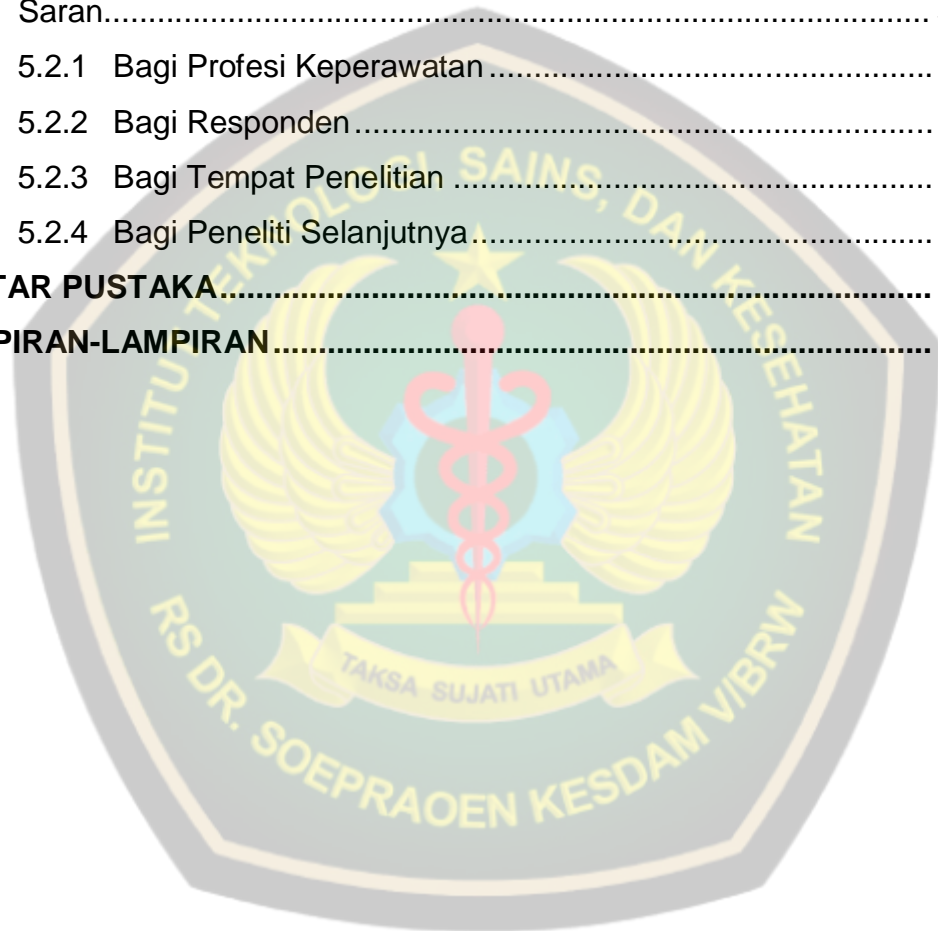 Saran................................................................................................
5.2.1 Bagi Profesi Keperawatan....................................................
5.2.2 Bagi Responden...................................................................
5.2.3 Bagi Tempat Penelitian........................................................
5.2.4 Bagi Peneliti Selanjutnya.....................................................
TAR PUSTAKA................................................................................
PIRAN-LAMPIRAN..........................................................................
INSTITUT TEKNOLOGI, SAINS, DAN KESEHATAN
TAKSA SUJATI UTAMA
RS DR. SOEPRAOEN KESDAM V/BRW